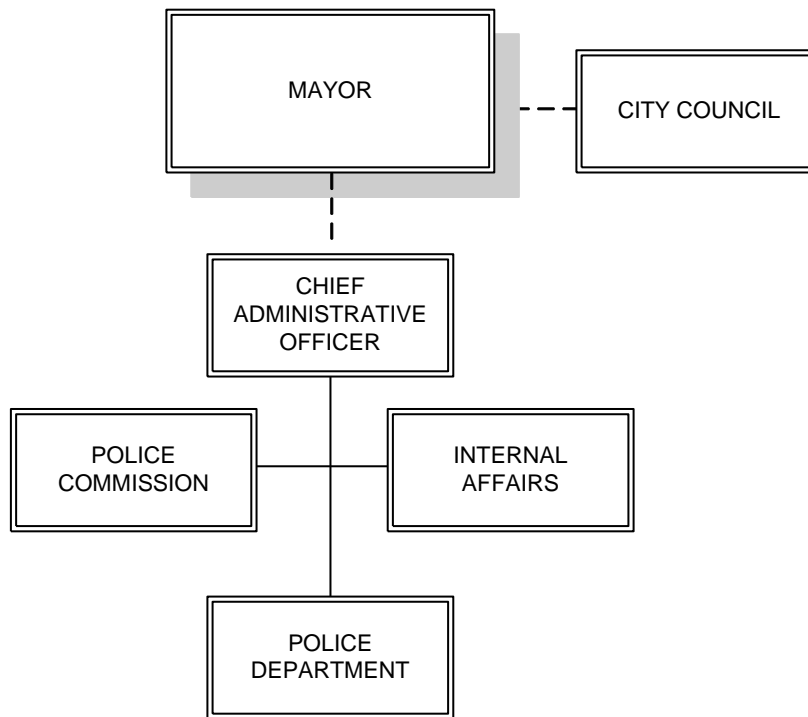 MAYOR
CITY COUNCIL
CHIEF
ADMINISTRATIVE
OFFICER
POLICE
COMMISSION
INTERNAL
AFFAIRS
POLICE
DEPARTMENT